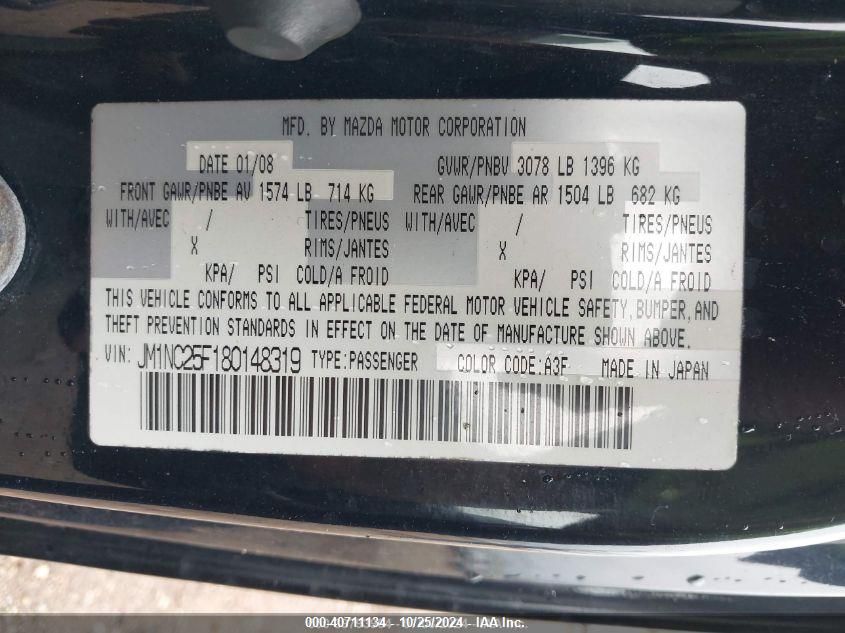 MFD. BY MAZDA MOTOR CORPORATION
DATE 01/08 GVWR/PNBV 3078 LB 1396 KG
FRONT GAWR/PNBE AV 1574 LB 714 KG REAR GAWR/PNBE AR 1504 LB 682 KG
WITH/AVEC / TIRES/PNEUS WITH/AVEC / TIRES/PNEUS
X RIMS/JANTES X RIMS/JANTES
KPA/ PSI COLD/A FROID KPA/ PSI COLD/A FROID
THIS VEHICLE CONFORMS TO ALL APPLICABLE FEDERAL MOTOR VEHICLE SAFETY, BUMPER, AND
THEFT PREVENTION STANDARDS IN EFFECT ON THE DATE OF MANUFACTURE SHOWN ABOVE.
VIN: JM1NC25F180148319 TYPE:PASSENGER COLOR CODE:A3F MADE IN JAPAN
000-40711134 - 10/25/2024 - IAA Inc.